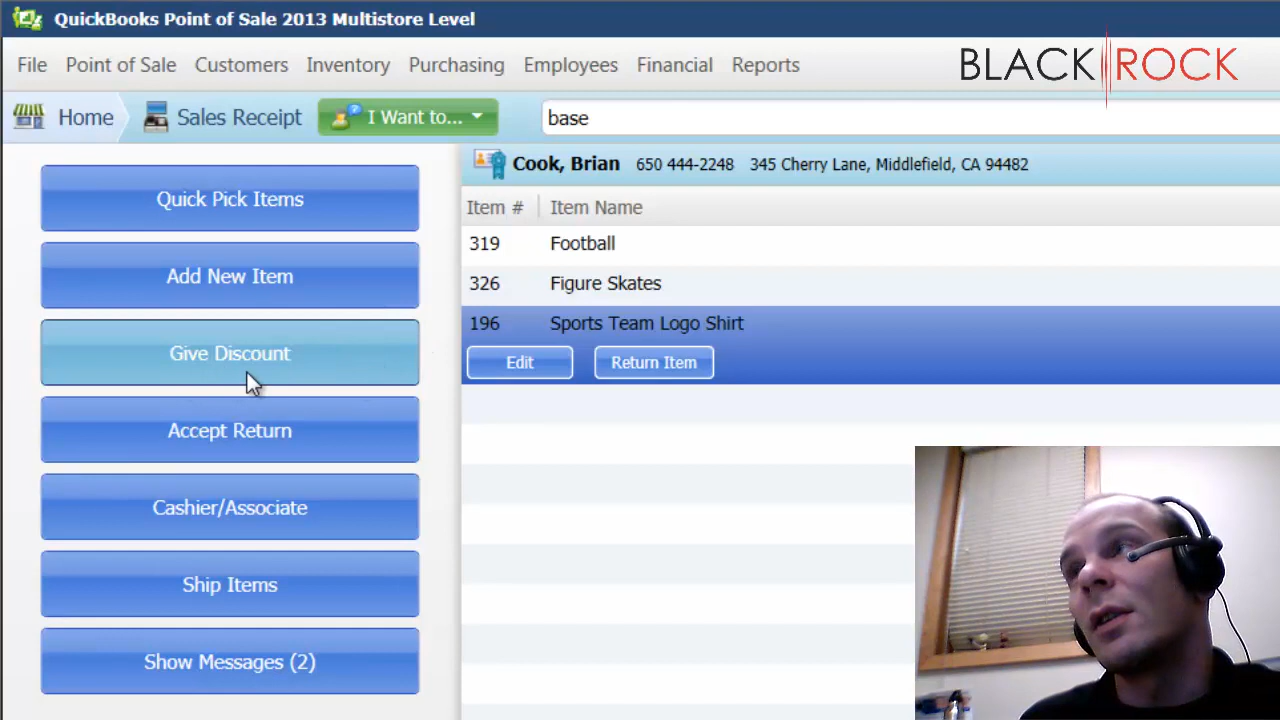 QuickBooks Point of Sale 2013 Multistore Level
File Point of Sale Customers Inventory Purchasing Employees Financial Reports
BLACK ROCK
Home Sales Receipt I Want to... base
Cook, Brian 650 444-2248 345 Cherry Lane, Middlefield, CA 94482
Quick Pick Items
Add New Item
Give Discount
Accept Return
Cashier/Associate
Ship Items
Show Messages (2)
Item # Item Name
319 Football
326 Figure Skates
196 Sports Team Logo Shirt
Edit Return Item